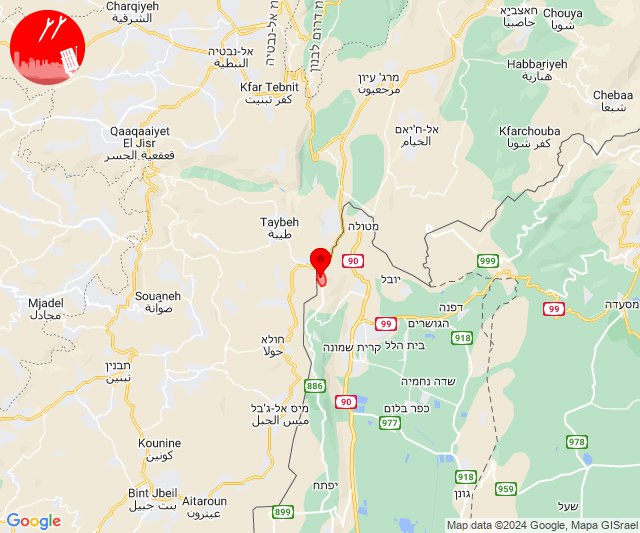 Charqiyeh
الشرقية
אל-נבטיה
النبطية
Kfar Tebnit
كفر تبنيت
Qaaqaaiyet
El Jisr
قعقعية الجسر
מרג' עיון
مرجعيون
חאצביא
حاصبيا
Chouya
شويا
Habbariyeh
هبارية
Chebaa
شبعا
אל-ח'יאם
الخيام
Kfarchouba
كفر شوبا
Taybeh
طيبة
מטולה
90
יובל
999
Mjadel
مجادل
Souaneh
صوانة
דפנה
99
מסעדה
99
הגושרים
918
חולא
حولا
קרית שמונה
בית הלל
תבנין
تبنين
886
שדה נחמיה
מיס אל-ג'בל
ميس الجبل
90
כפר בלום
977
Kounine
كونين
978
918
יפתח
גונן
959
Bint Jbeil
بنت جبيل
Aitaroun
عيترون
899
שעל
Google
Map data ©2024 Google, Mapa GISrael